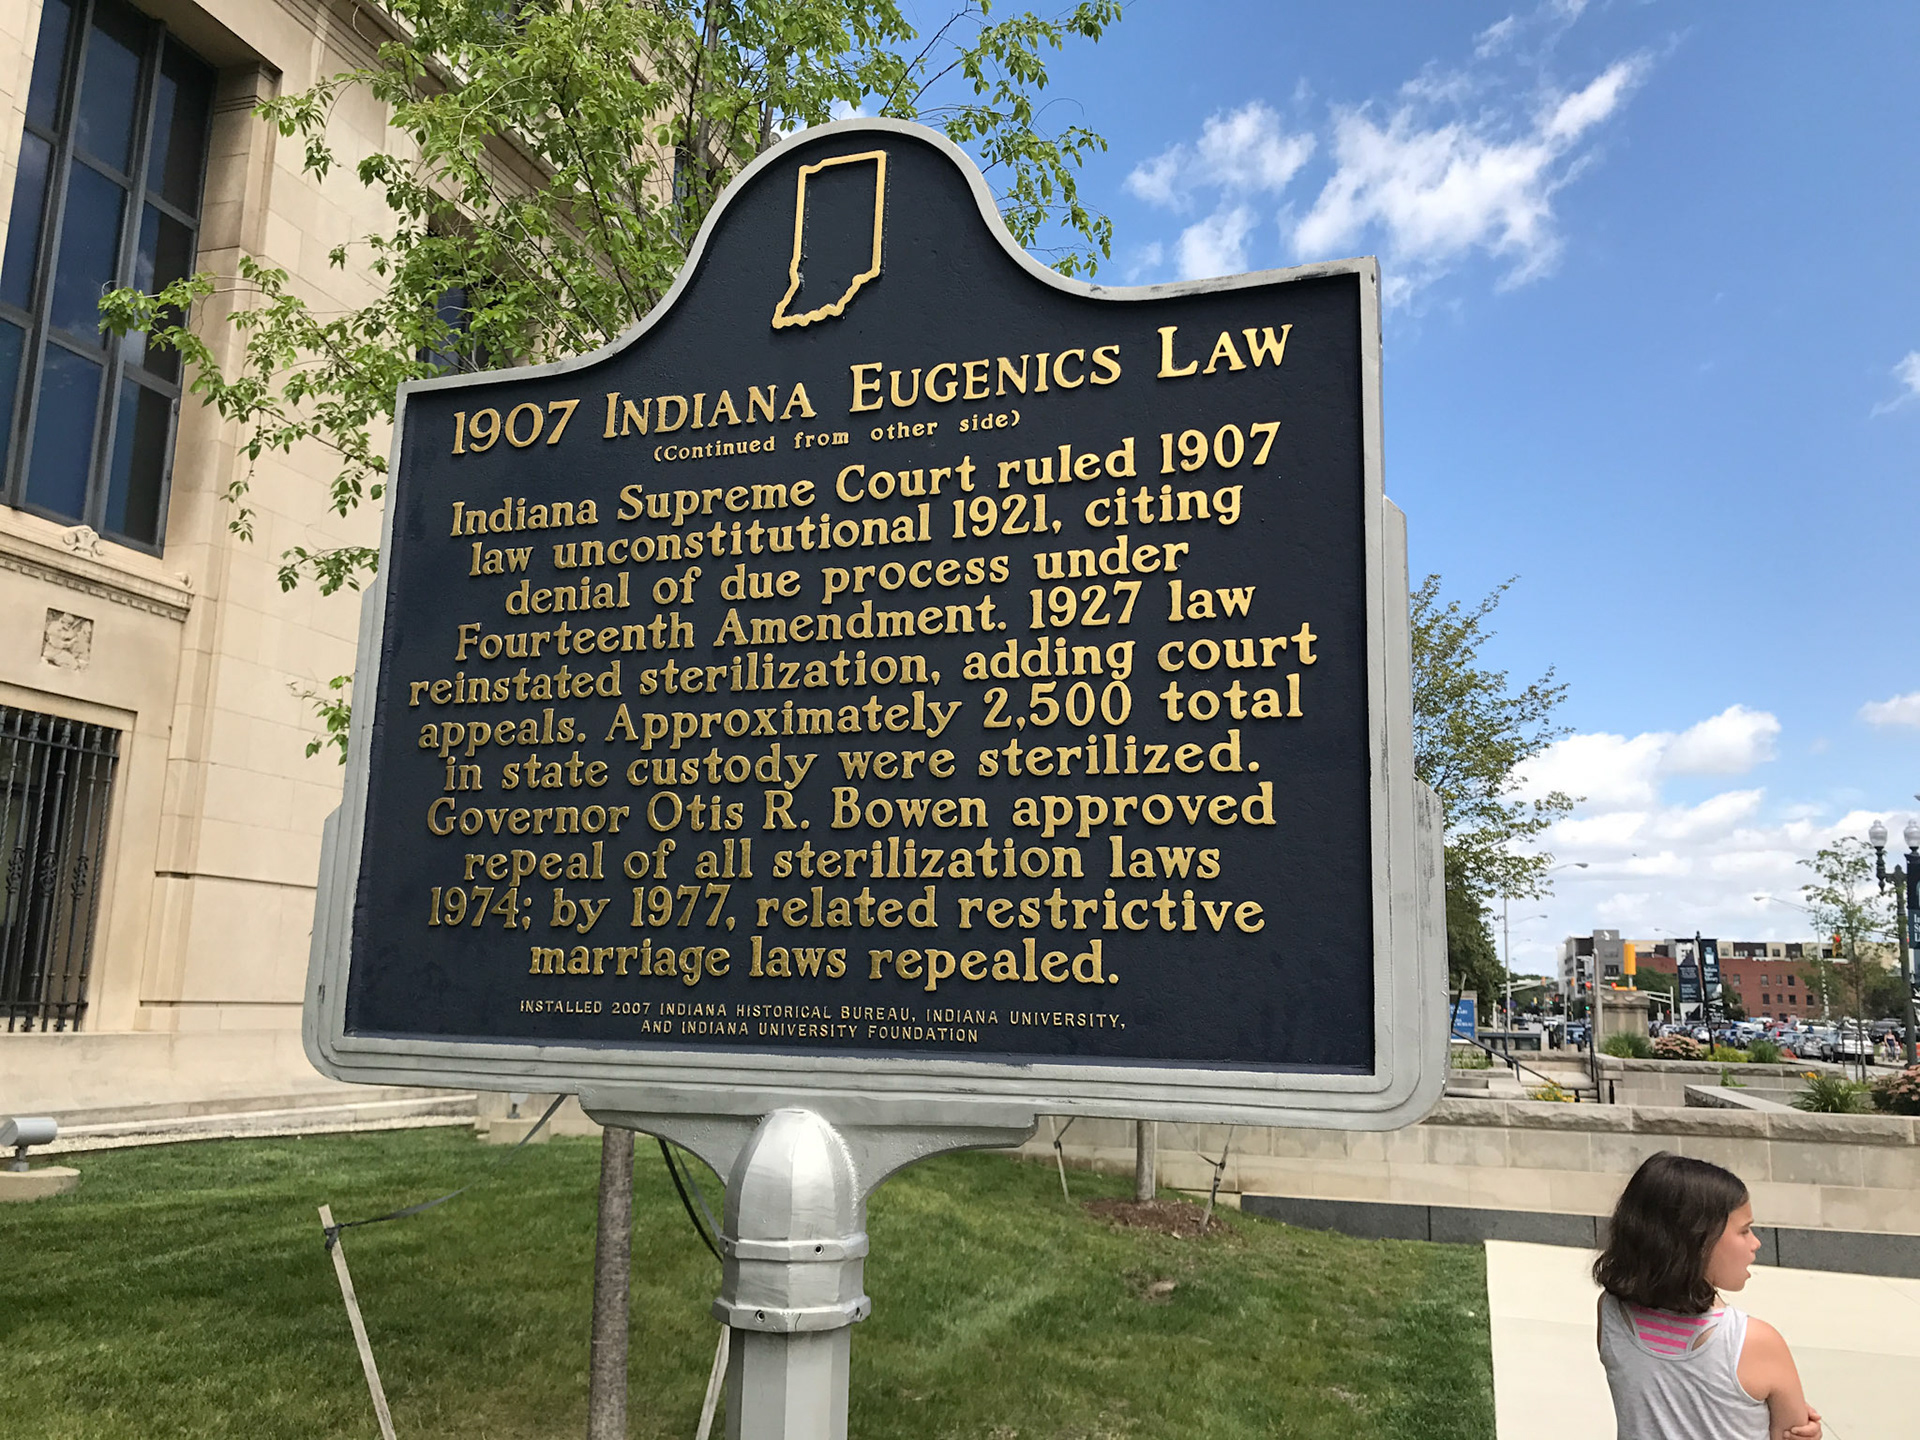 1907 INDIANA EUGENICS LAW
(Continued from other side)
Indiana Supreme Court ruled 1907
law unconstitutional 1921, citing
denial of due process under
Fourteenth Amendment. 1927 law
reinstated sterilization, adding court
appeals. Approximately 2,500 total
in state custody were sterilized.
Governor Otis R. Bowen approved
repeal of all sterilization laws
1974; by 1977, related restrictive
marriage laws repealed.
INSTALLED 2007 INDIANA HISTORICAL BUREAU, INDIANA UNIVERSITY,
AND INDIANA UNIVERSITY FOUNDATION